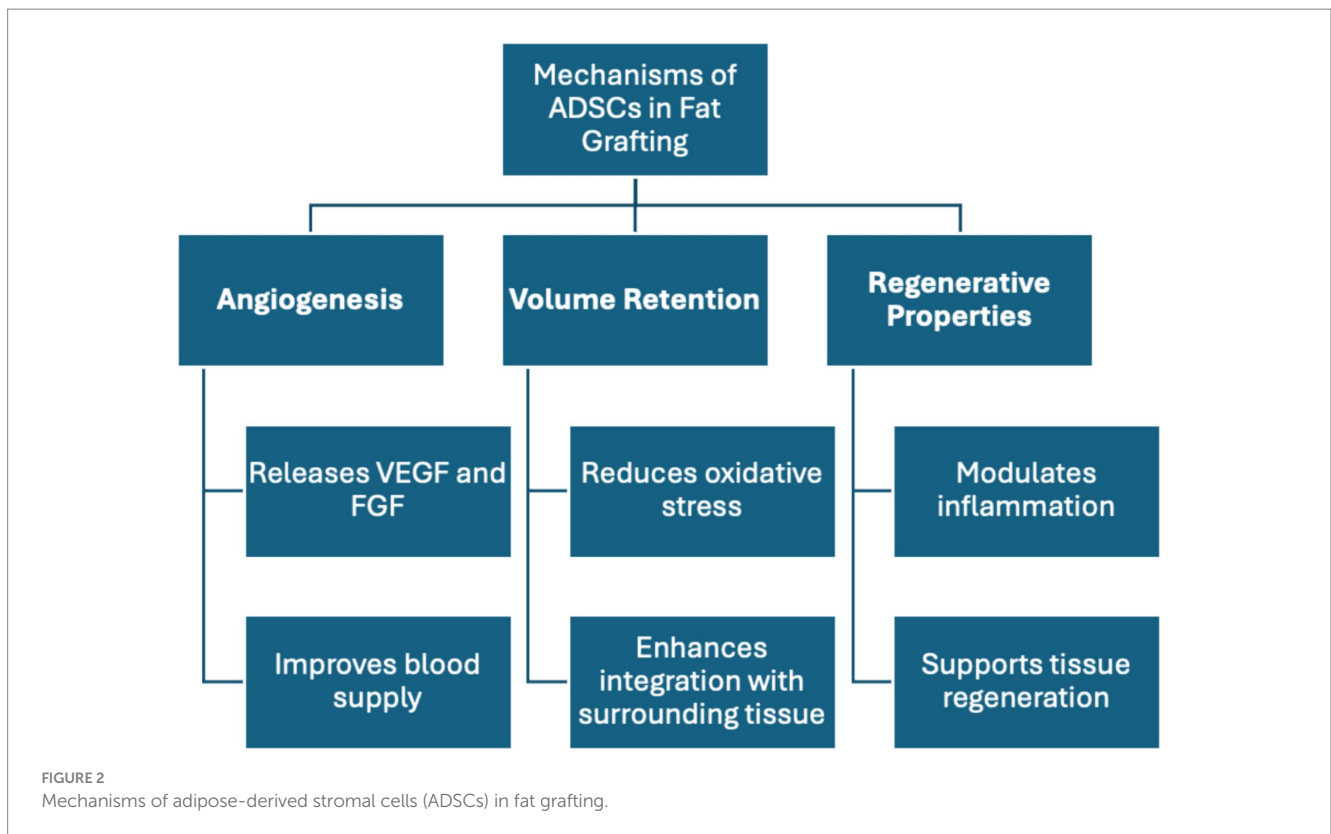 Mechanisms of
ADSCs in Fat
Grafting
Angiogenesis
Volume Retention
Regenerative
Properties
Releases VEGF and
FGF
Reduces oxidative
stress
Modulates
inflammation
Improves blood
supply
Enhances
integration with
surrounding tissue
Supports tissue
regeneration
FIGURE 2
Mechanisms of adipose-derived stromal cells (ADSCs) in fat grafting.